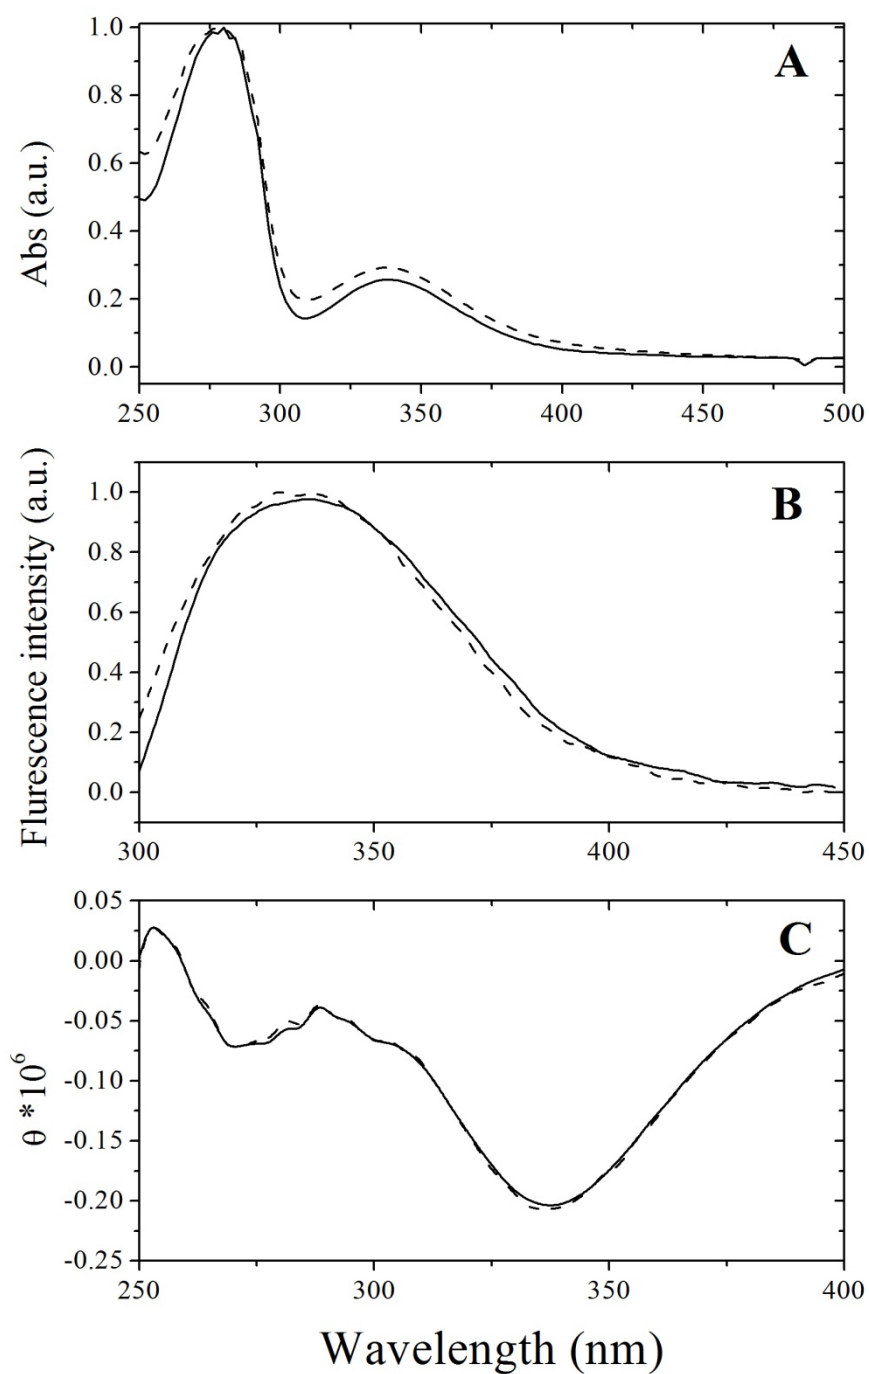 A
Abs (a.u.)
1.0
0.8
0.6
0.4
0.2
0.0
250 300 350 400 450 500
B
Flurescence intensity (a.u.)
1.0
0.8
0.6
0.4
0.2
0.0
300 350 400 450
C
θ *10⁶
0.05
0.00
-0.05
-0.10
-0.15
-0.20
-0.25
250 300 350 400
Wavelength (nm)